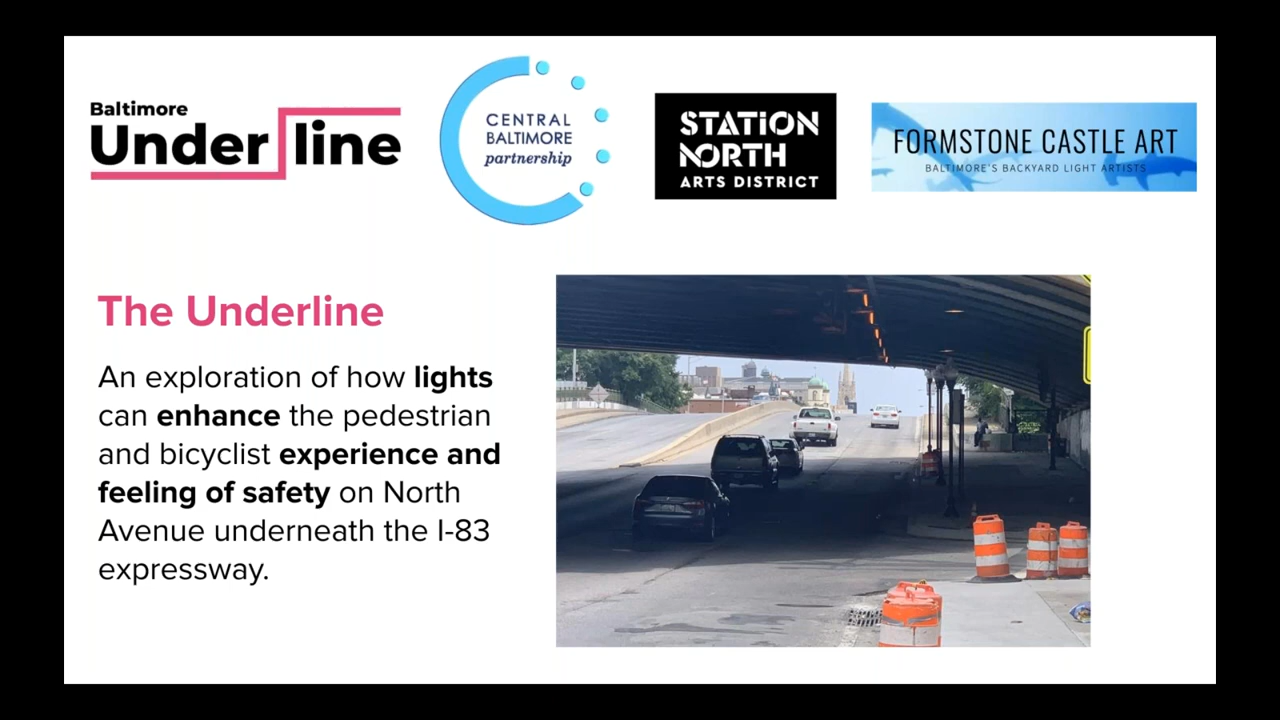 Baltimore
Underline
CENTRAL
BALTIMORE
partnership
STATION
NORTH
ARTS DISTRICT
FORMSTONE CASTLE ART
BALTIMORE'S BACKYARD LIGHT ARTISTS
The Underline
An exploration of how lights
can enhance the pedestrian
and bicyclist experience and
feeling of safety on North
Avenue underneath the I-83
expressway.